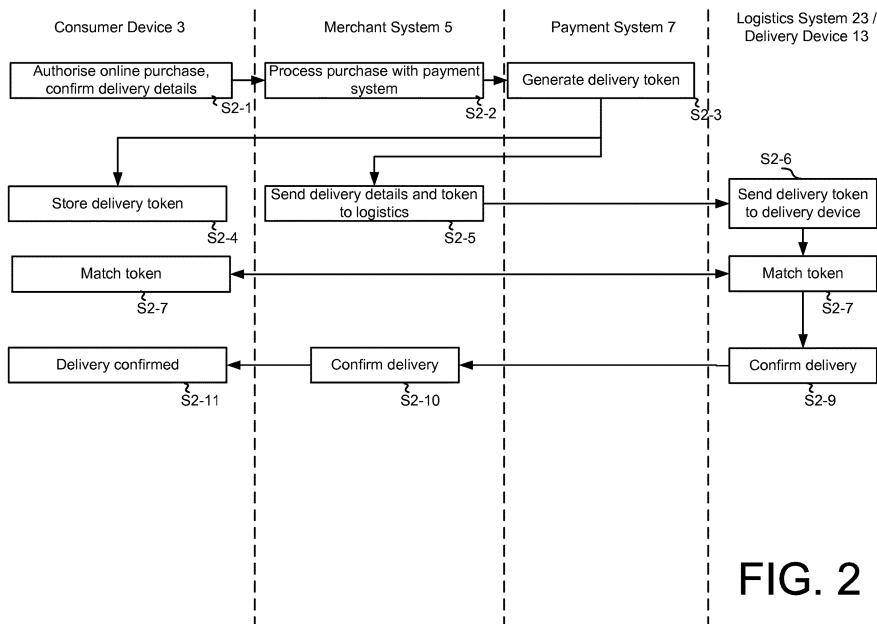 Consumer Device 3
Merchant System 5
Payment System 7
Logistics System 23 /
Delivery Device 13
Authorise online purchase,
confirm delivery details
S2-1
Process purchase with payment
system
S2-2
Generate delivery token
S2-3
Store delivery token
S2-4
Send delivery details and token
to logistics
S2-5
S2-6
Send delivery token
to delivery device
Match token
S2-7
Match token
S2-7
Delivery confirmed
S2-11
Confirm delivery
S2-10
Confirm delivery
S2-9
FIG. 2